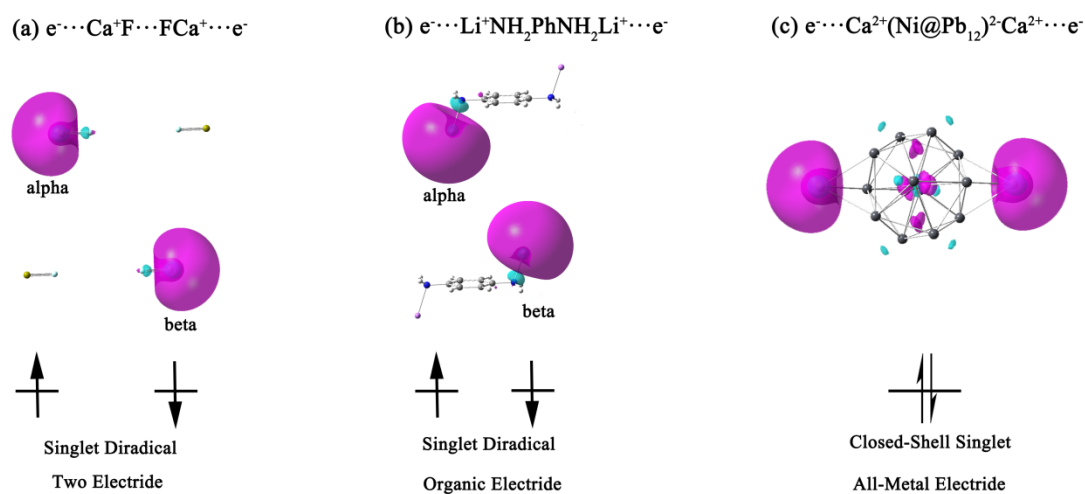 (a) e⁻···Ca⁺F···FCa⁺···e⁻
(b) e⁻···Li⁺NH₂PhNH₂Li⁺···e⁻
(c) e⁻···Ca²⁺(Ni@Pb₁₂)²⁻Ca²⁺···e⁻
alpha
beta
alpha
beta
Singlet Diradical
Two Electride
Singlet Diradical
Organic Electride
Closed-Shell Singlet
All-Metal Electride